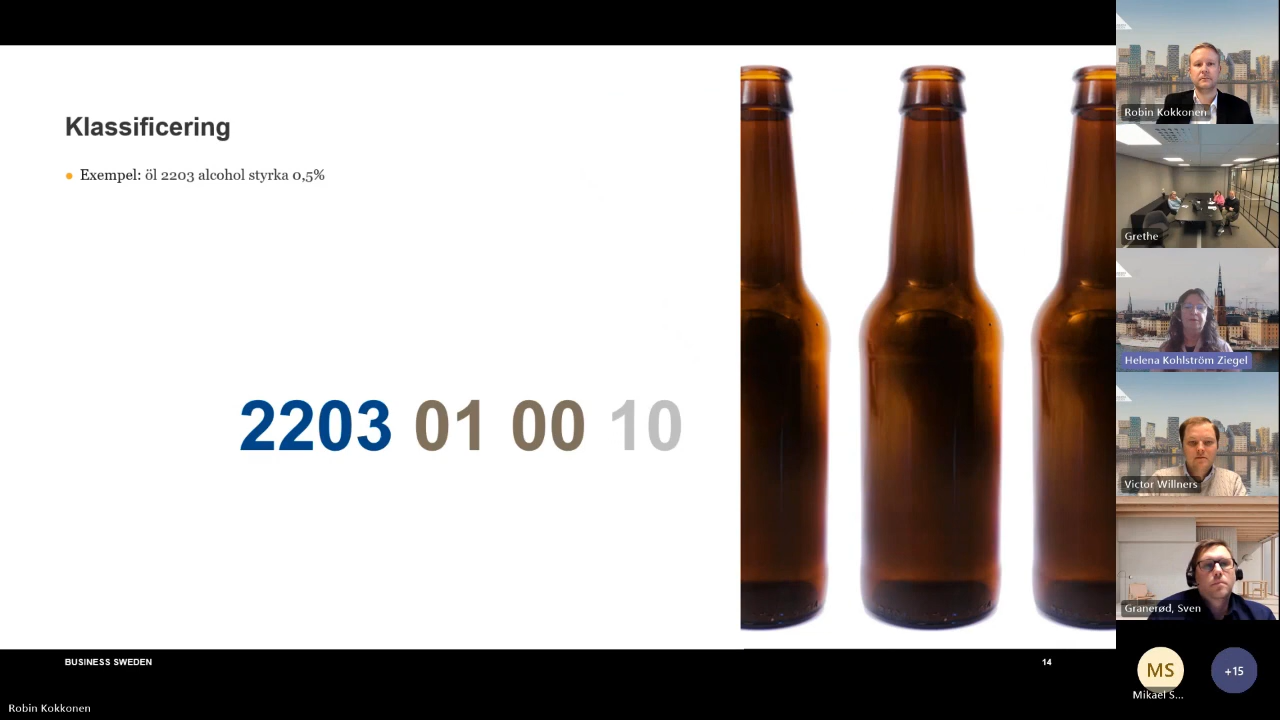 Klassificering
Exempel: öl 2203 alcohol styrka 0,5%
2203 01 00 10
BUSINESS SWEDEN
14
Robin Kokkonen
Robin Kokkonen
Grethe
Helena Kohlström Ziegel
Victor Willners
Granerød, Sven
MS
Mikael S...
+15